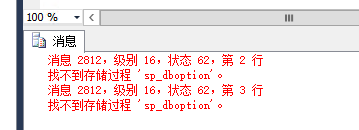 100 %
消息
消息 2812，级别 16，状态 62，第 2 行
找不到存储过程 'sp_dboption'。
消息 2812，级别 16，状态 62，第 3 行
找不到存储过程 'sp_dboption'。